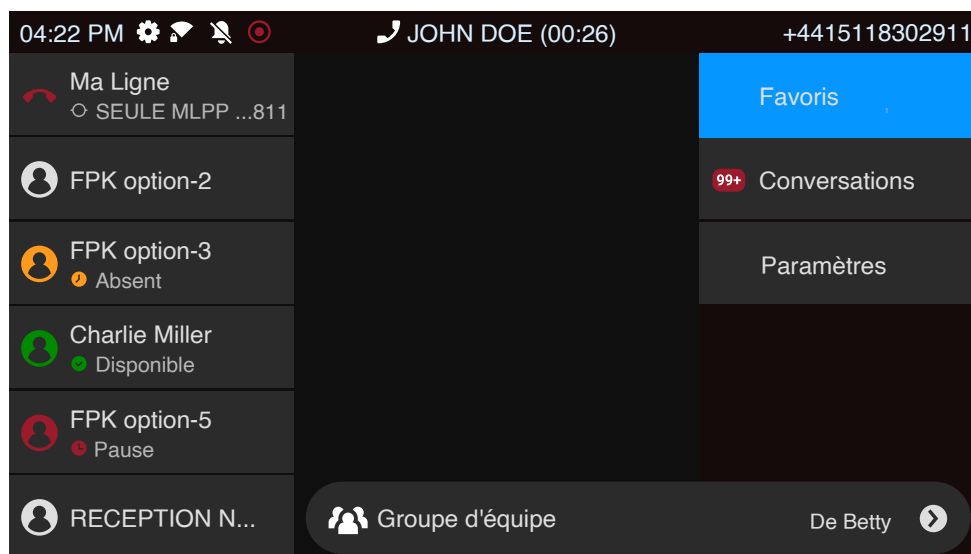 04:22 PM JOHN DOE (00:26) +4415118302911
Ma Ligne
SEULE MLPP ...811
FPK option-2
FPK option-3
Absent
Charlie Miller
Disponible
FPK option-5
Pause
RECEPTION N...
Favoris ,
99+ Conversations
Paramètres
Groupe d'équipe De Betty